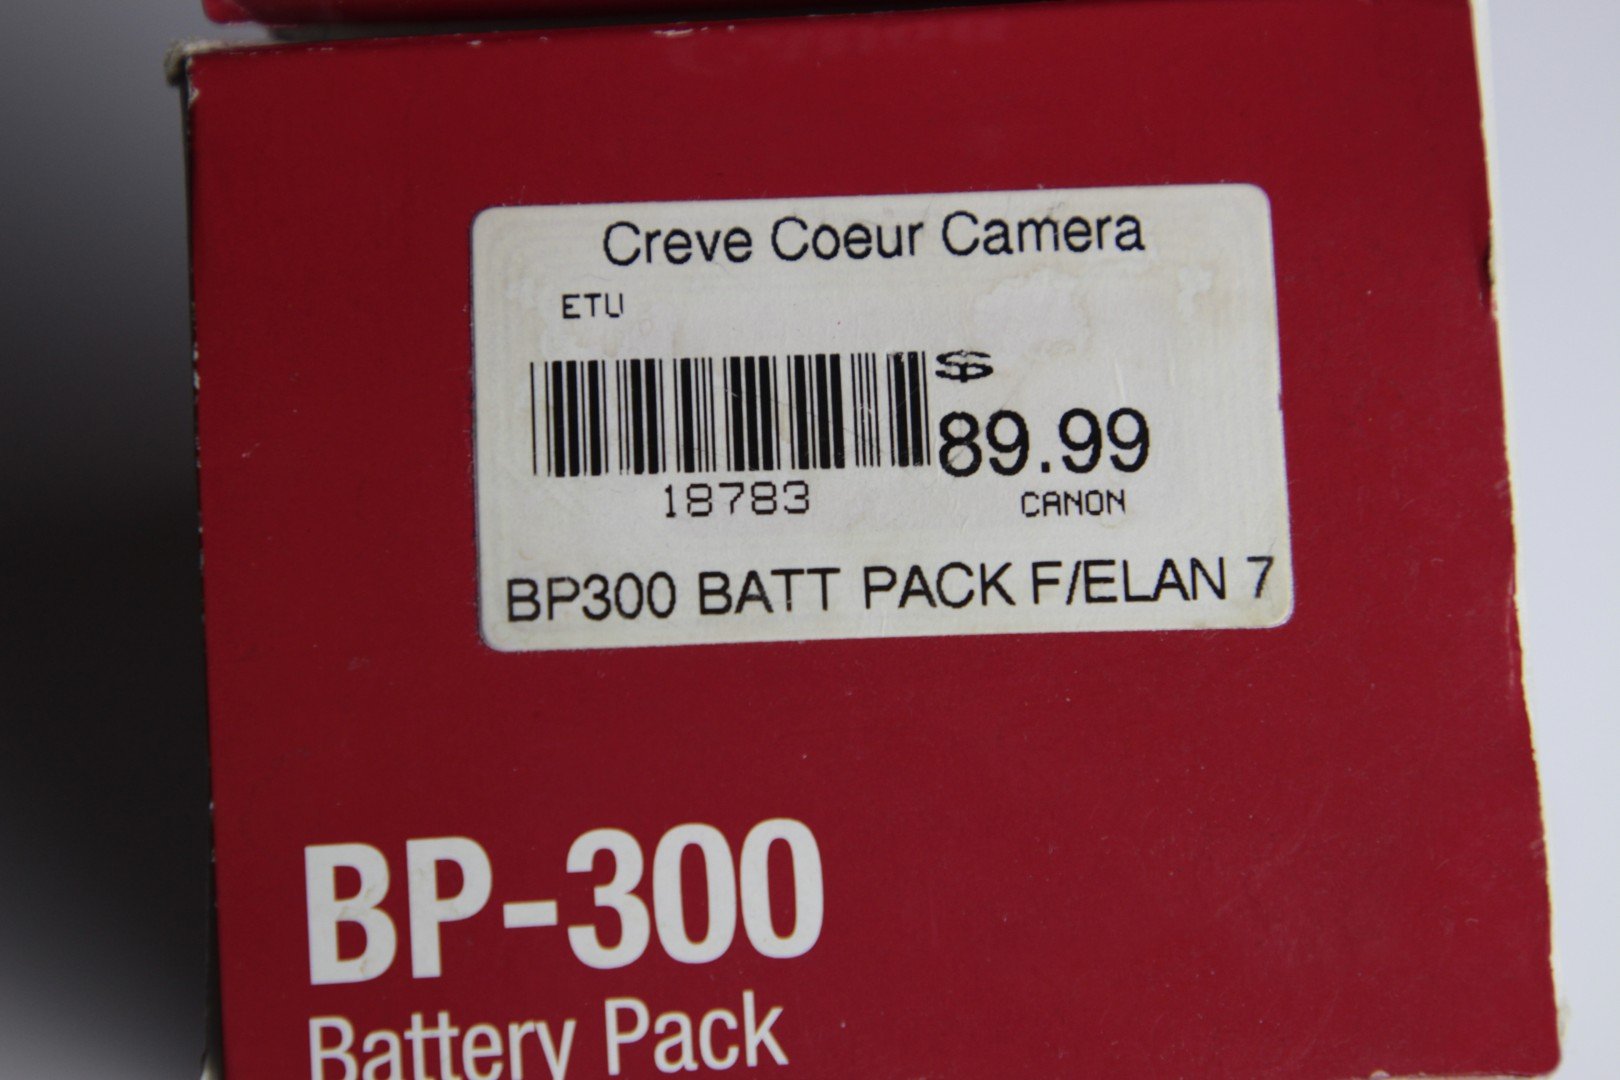 Creve Coeur Camera
ETU
$
89.99
18783
CANON
BP300 BATT PACK F/ELAN 7
BP-300
Battery Pack